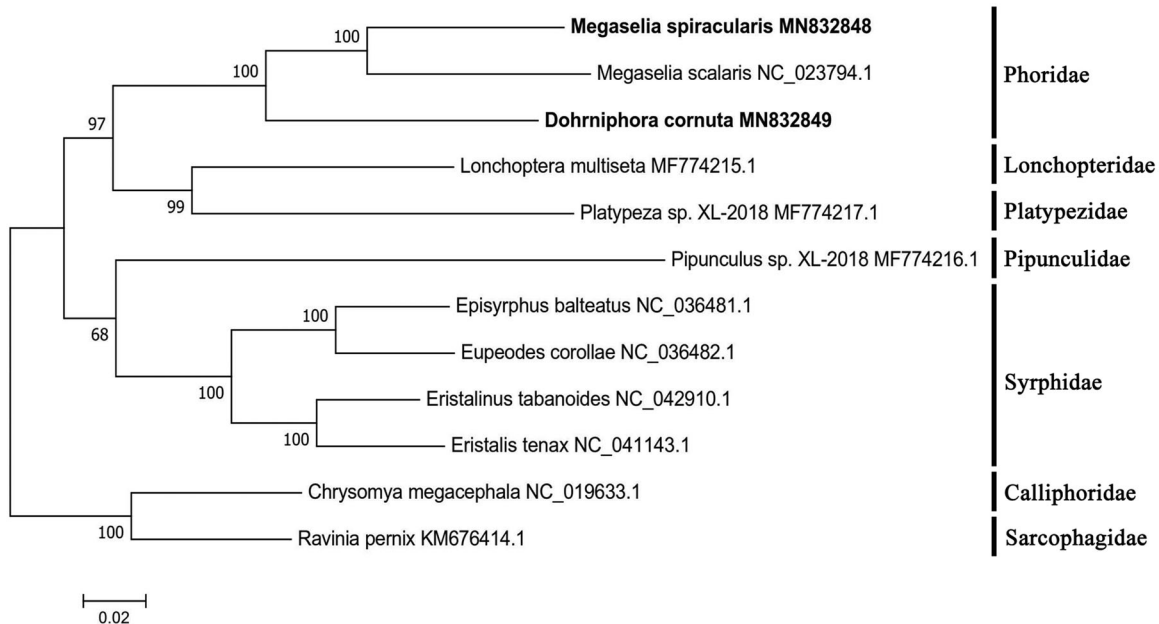 100
Megaselia spiracularis MN832848
100
Megaselia scalaris NC_023794.1
Phoridae
97
Dohrniphora cornuta MN832849
Lonchoptera multiseta MF774215.1
Lonchopteridae
99
Platypeza sp. XL-2018 MF774217.1
Platypezidae
Pipunculus sp. XL-2018 MF774216.1
Pipunculidae
68
100
Episyrphus balteatus NC_036481.1
Eupeodes corollae NC_036482.1
Syrphidae
100
Eristalinus tabanoides NC_042910.1
100
Eristalis tenax NC_041143.1
Chrysomya megacephala NC_019633.1
Calliphoridae
100
Ravinia pernix KM676414.1
Sarcophagidae
0.02